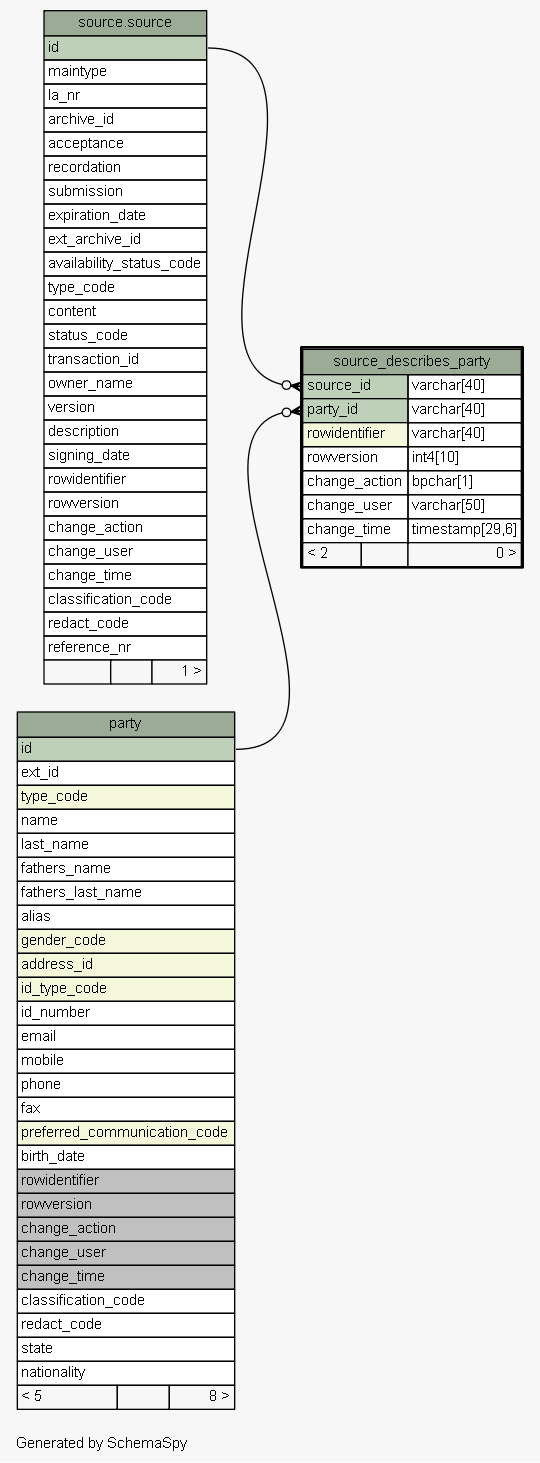 source.source
id
maintype
la_nr
archive_id
acceptance
recordation
submission
expiration_date
ext_archive_id
availability_status_code
type_code
content
status_code
transaction_id
owner_name
version
description
signing_date
rowidentifier
rowversion
change_action
change_user
change_time
classification_code
redact_code
reference_nr
1 >
source_describes_party
source_id varchar[40]
party_id varchar[40]
rowidentifier varchar[40]
rowversion int4[10]
change_action bpchar[1]
change_user varchar[50]
change_time timestamp[29,6]
< 2 0 >
party
id
ext_id
type_code
name
last_name
fathers_name
fathers_last_name
alias
gender_code
address_id
id_type_code
id_number
email
mobile
phone
fax
preferred_communication_code
birth_date
rowidentifier
rowversion
change_action
change_user
change_time
classification_code
redact_code
state
nationality
< 5 8 >
Generated by SchemaSpy